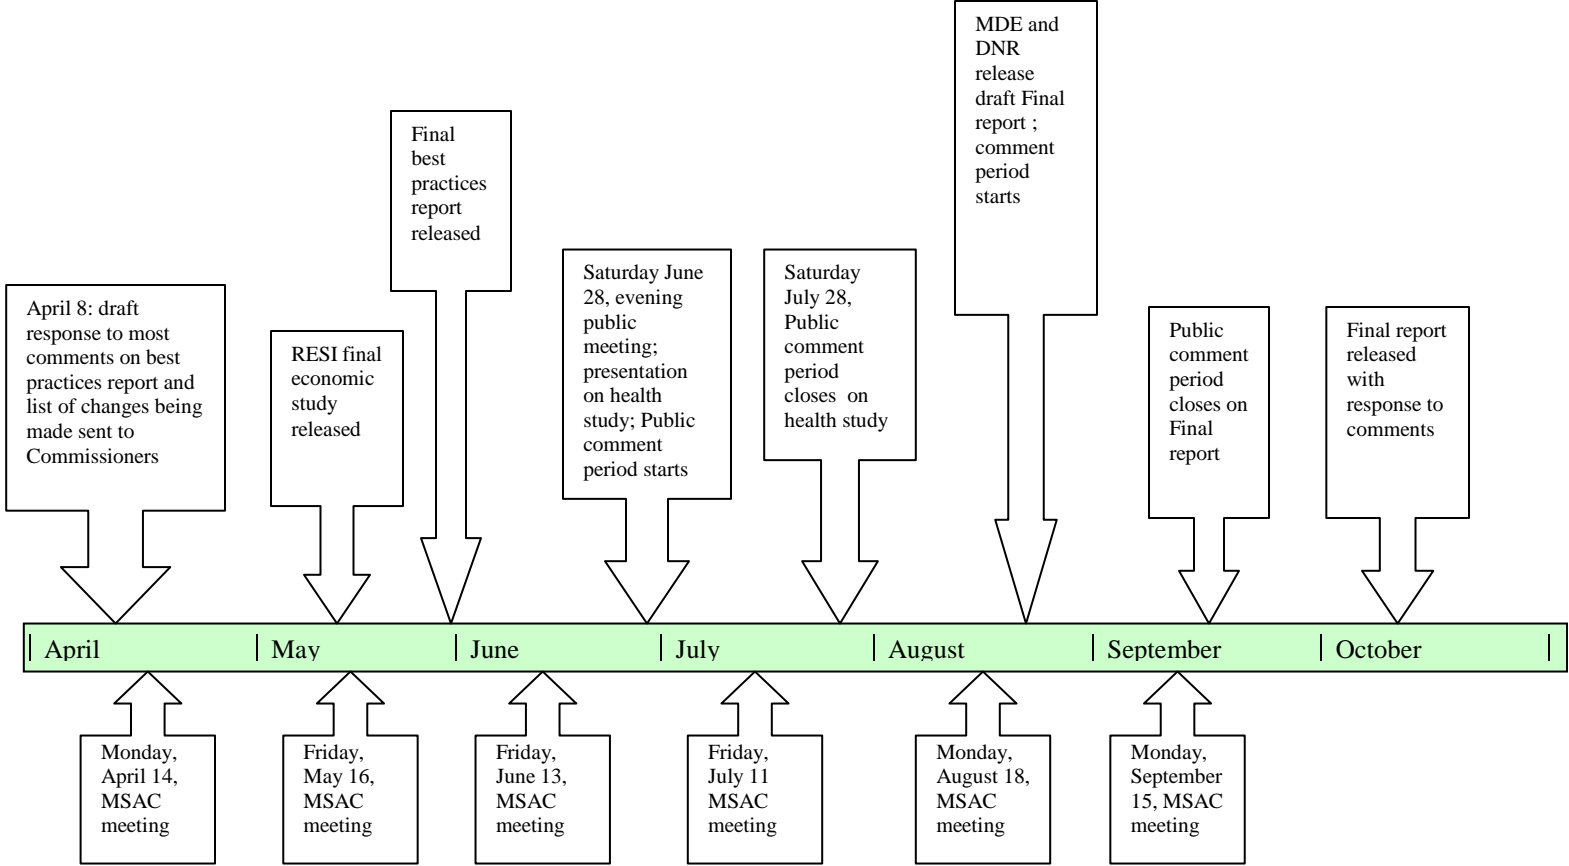 MDE and
DNR
release
draft Final
report ;
comment
period
starts
Final
best
practices
report
released
Saturday June
28, evening
public
meeting;
presentation
on health
study; Public
comment
period starts
Saturday
July 28,
Public
comment
period
closes  on
health study
April 8: draft
response to most
comments on best
practices report and
list of changes being
made sent to
Commissioners
RESI final
economic
study
released
Public
comment
period
closes on
Final
report
Final report
released
with
response to
comments
April
May
June
July
August
September
October
Monday,
April 14,
MSAC
meeting
Friday,
May 16,
MSAC
meeting
Friday,
June 13,
MSAC
meeting
Friday,
July 11
MSAC
meeting
Monday,
August 18,
MSAC
meeting
Monday,
September
15, MSAC
meeting